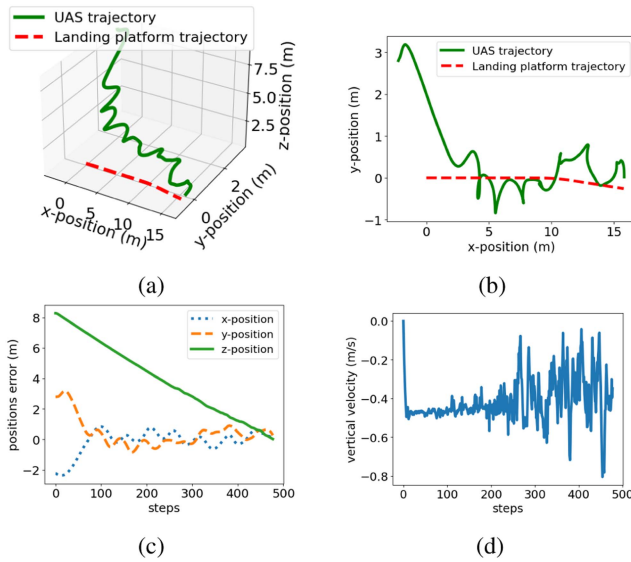 UAS trajectory
Landing platform trajectory
7.5
5.0
2.5
z-position (m)
0
5
10
15
x-position (m)
0
2
y-position (m)
(a)
UAS trajectory
Landing platform trajectory
3
2
1
0
−1
y-position (m)
0
5
10
15
x-position (m)
(b)
x-position
y-position
z-position
8
6
4
2
0
−2
positions error (m)
0
100
200
300
400
500
steps
(c)
0.0
−0.2
−0.4
−0.6
−0.8
vertical velocity (m/s)
0
100
200
300
400
500
steps
(d)